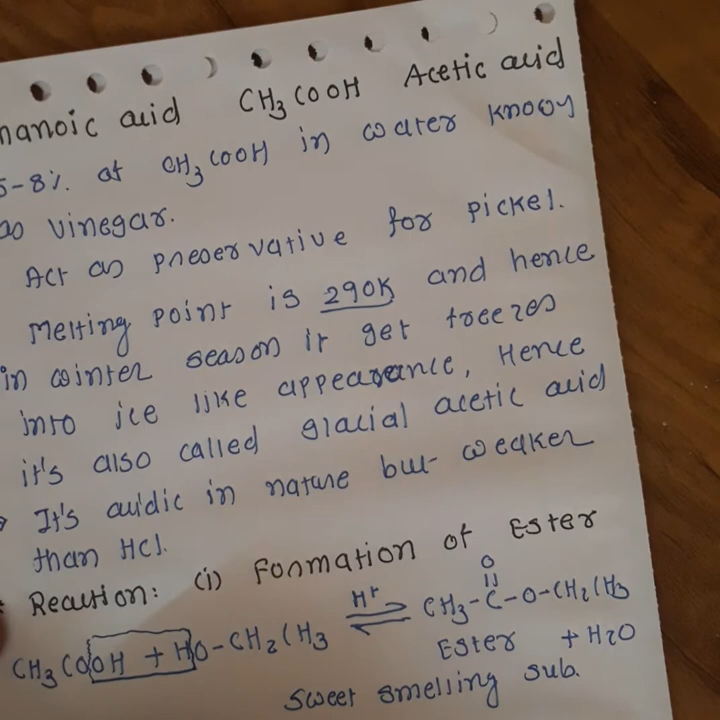 nanoic acid CH3COOH Acetic acid
5-8% of CH3COOH in water know
as vinegar.
Act as preservative for pickel.
Melting point is 290K and hence
in winter season it get freezes
into ice like appearance, Hence
it's also called glacial acetic acid
It's acidic in nature but weaker
than HCl.
Reaction: (i) Formation of Ester
CH3COOH + HO-CH2CH3 ⇌ H+ CH3-C-O-CH2CH3
O
Ester + H2O
Sweet smelling sub.